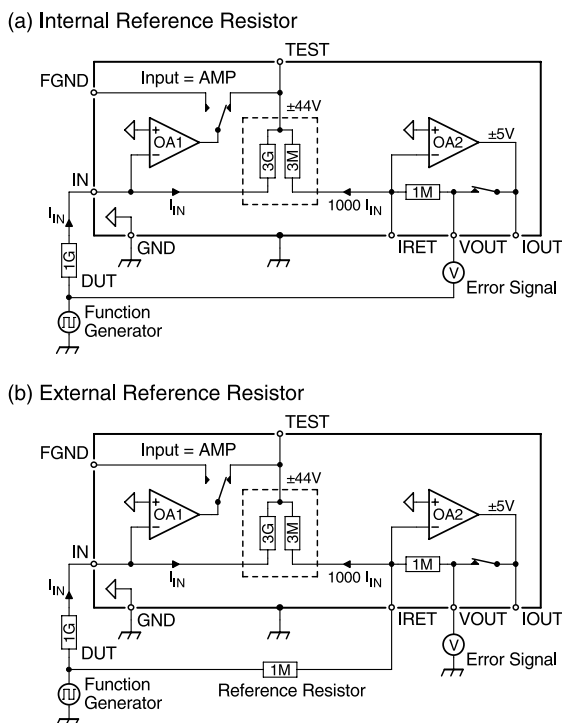 (a) Internal Reference Resistor
TEST
FGND
Input = AMP
±44V
+
OA1
−
3G
3M
+
OA2
−
±5V
IN
I_IN
I_IN
1000 I_IN
1M
1G
DUT
GND
IRET
VOUT
IOUT
V
Error Signal
Function
Generator
(b) External Reference Resistor
TEST
FGND
Input = AMP
±44V
+
OA1
−
3G
3M
+
OA2
−
±5V
IN
I_IN
I_IN
1000 I_IN
1M
1G
DUT
GND
IRET
VOUT
IOUT
V
Error Signal
1M
Reference Resistor
Function
Generator